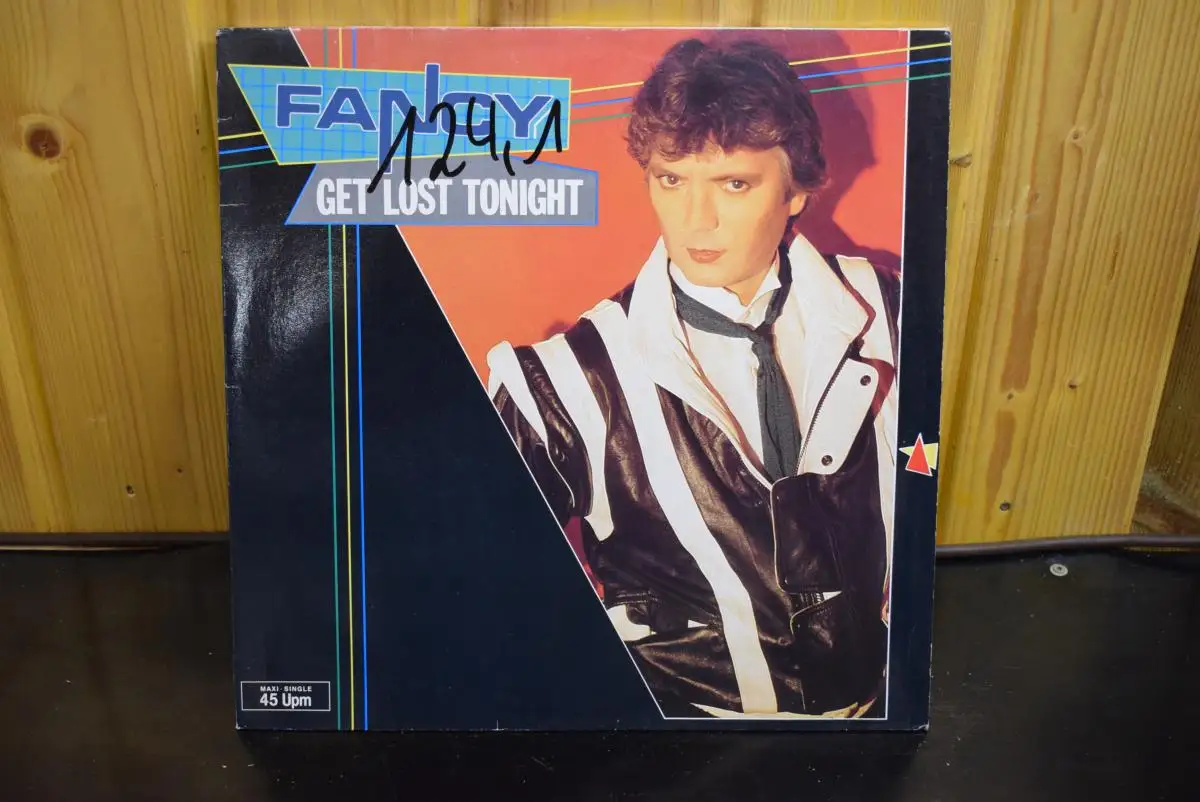 FANCY
124,1
GET LOST TONIGHT
MAXI-SINGLE
45 Upm